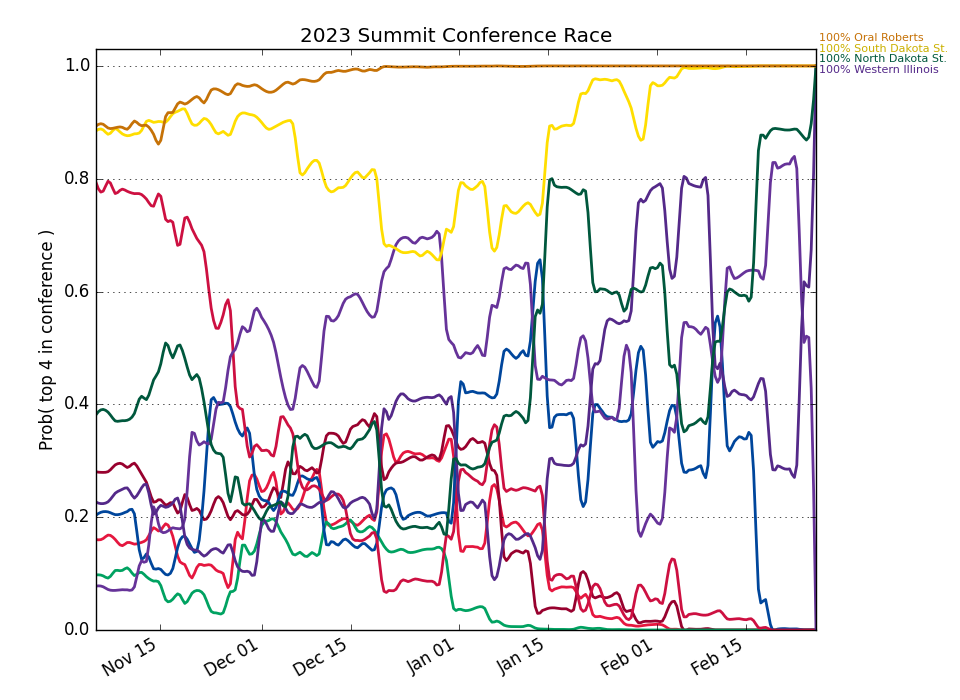 2023 Summit Conference Race
100% Oral Roberts
100% South Dakota St.
100% North Dakota St.
100% Western Illinois
Prob( top 4 in conference )
1.0
0.8
0.6
0.4
0.2
0.0
Nov 15
Dec 01
Dec 15
Jan 01
Jan 15
Feb 01
Feb 15